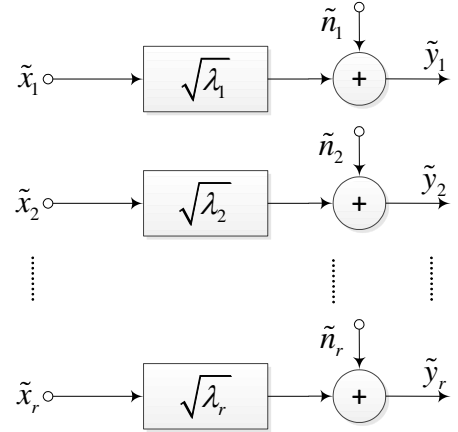 ñ₁
x̃₁ √λ₁ + ỹ₁
ñ₂
x̃₂ √λ₂ + ỹ₂
ñᵣ
x̃ᵣ √λᵣ + ỹᵣ